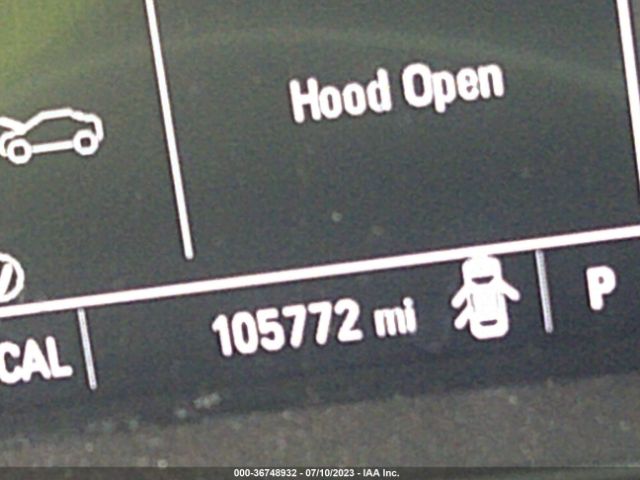 Hood Open
CAL
105772 mi
P
000-36748932 - 07/10/2023 - IAA Inc.